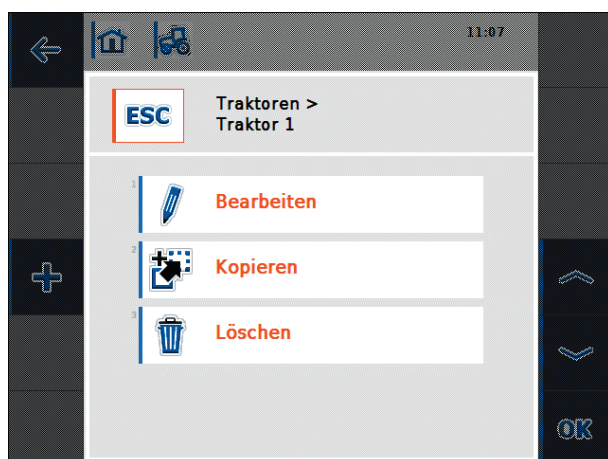 11:07
ESC
Traktoren >
Traktor 1
1
Bearbeiten
2
Kopieren
3
Löschen
OK